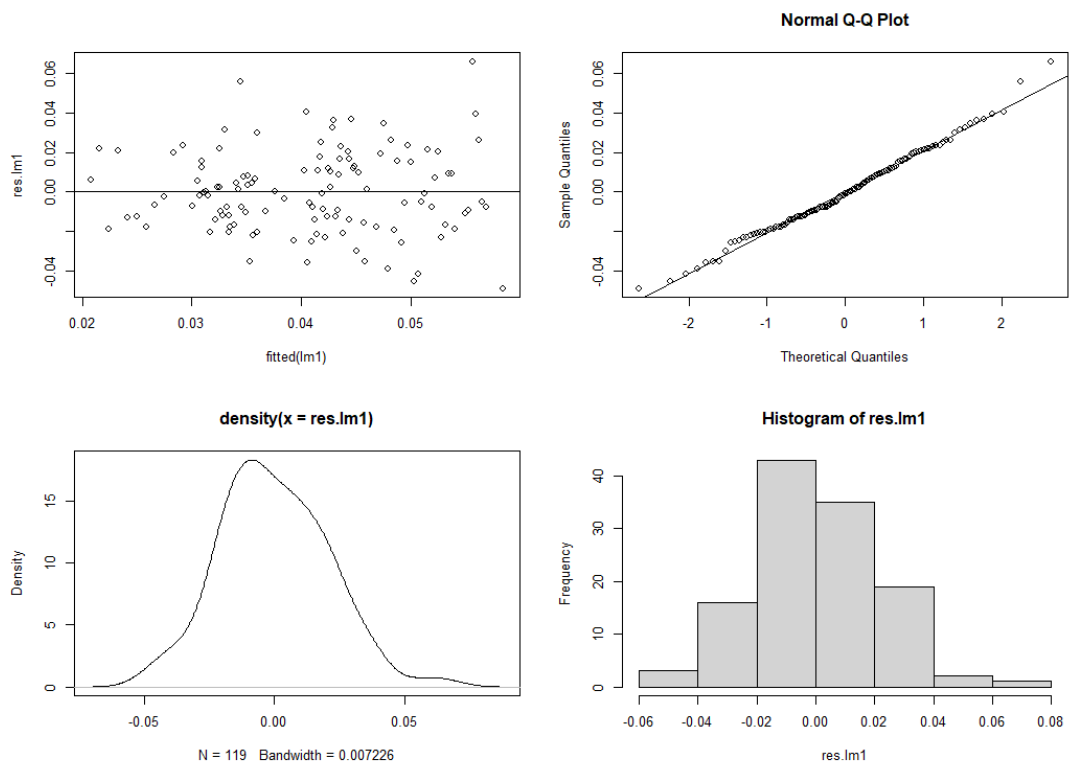 res.lm1
0.06
0.04
0.02
0.00
-0.04
0.02 0.03 0.04 0.05
fitted(lm1)
Normal Q-Q Plot
Sample Quantiles
0.06
0.04
0.02
0.00
-0.04
-2 -1 0 1 2
Theoretical Quantiles
density(x = res.lm1)
Density
15
10
5
0
-0.05 0.00 0.05
N = 119 Bandwidth = 0.007226
Histogram of res.lm1
Frequency
40
30
20
10
0
-0.06 -0.04 -0.02 0.00 0.02 0.04 0.06 0.08
res.lm1